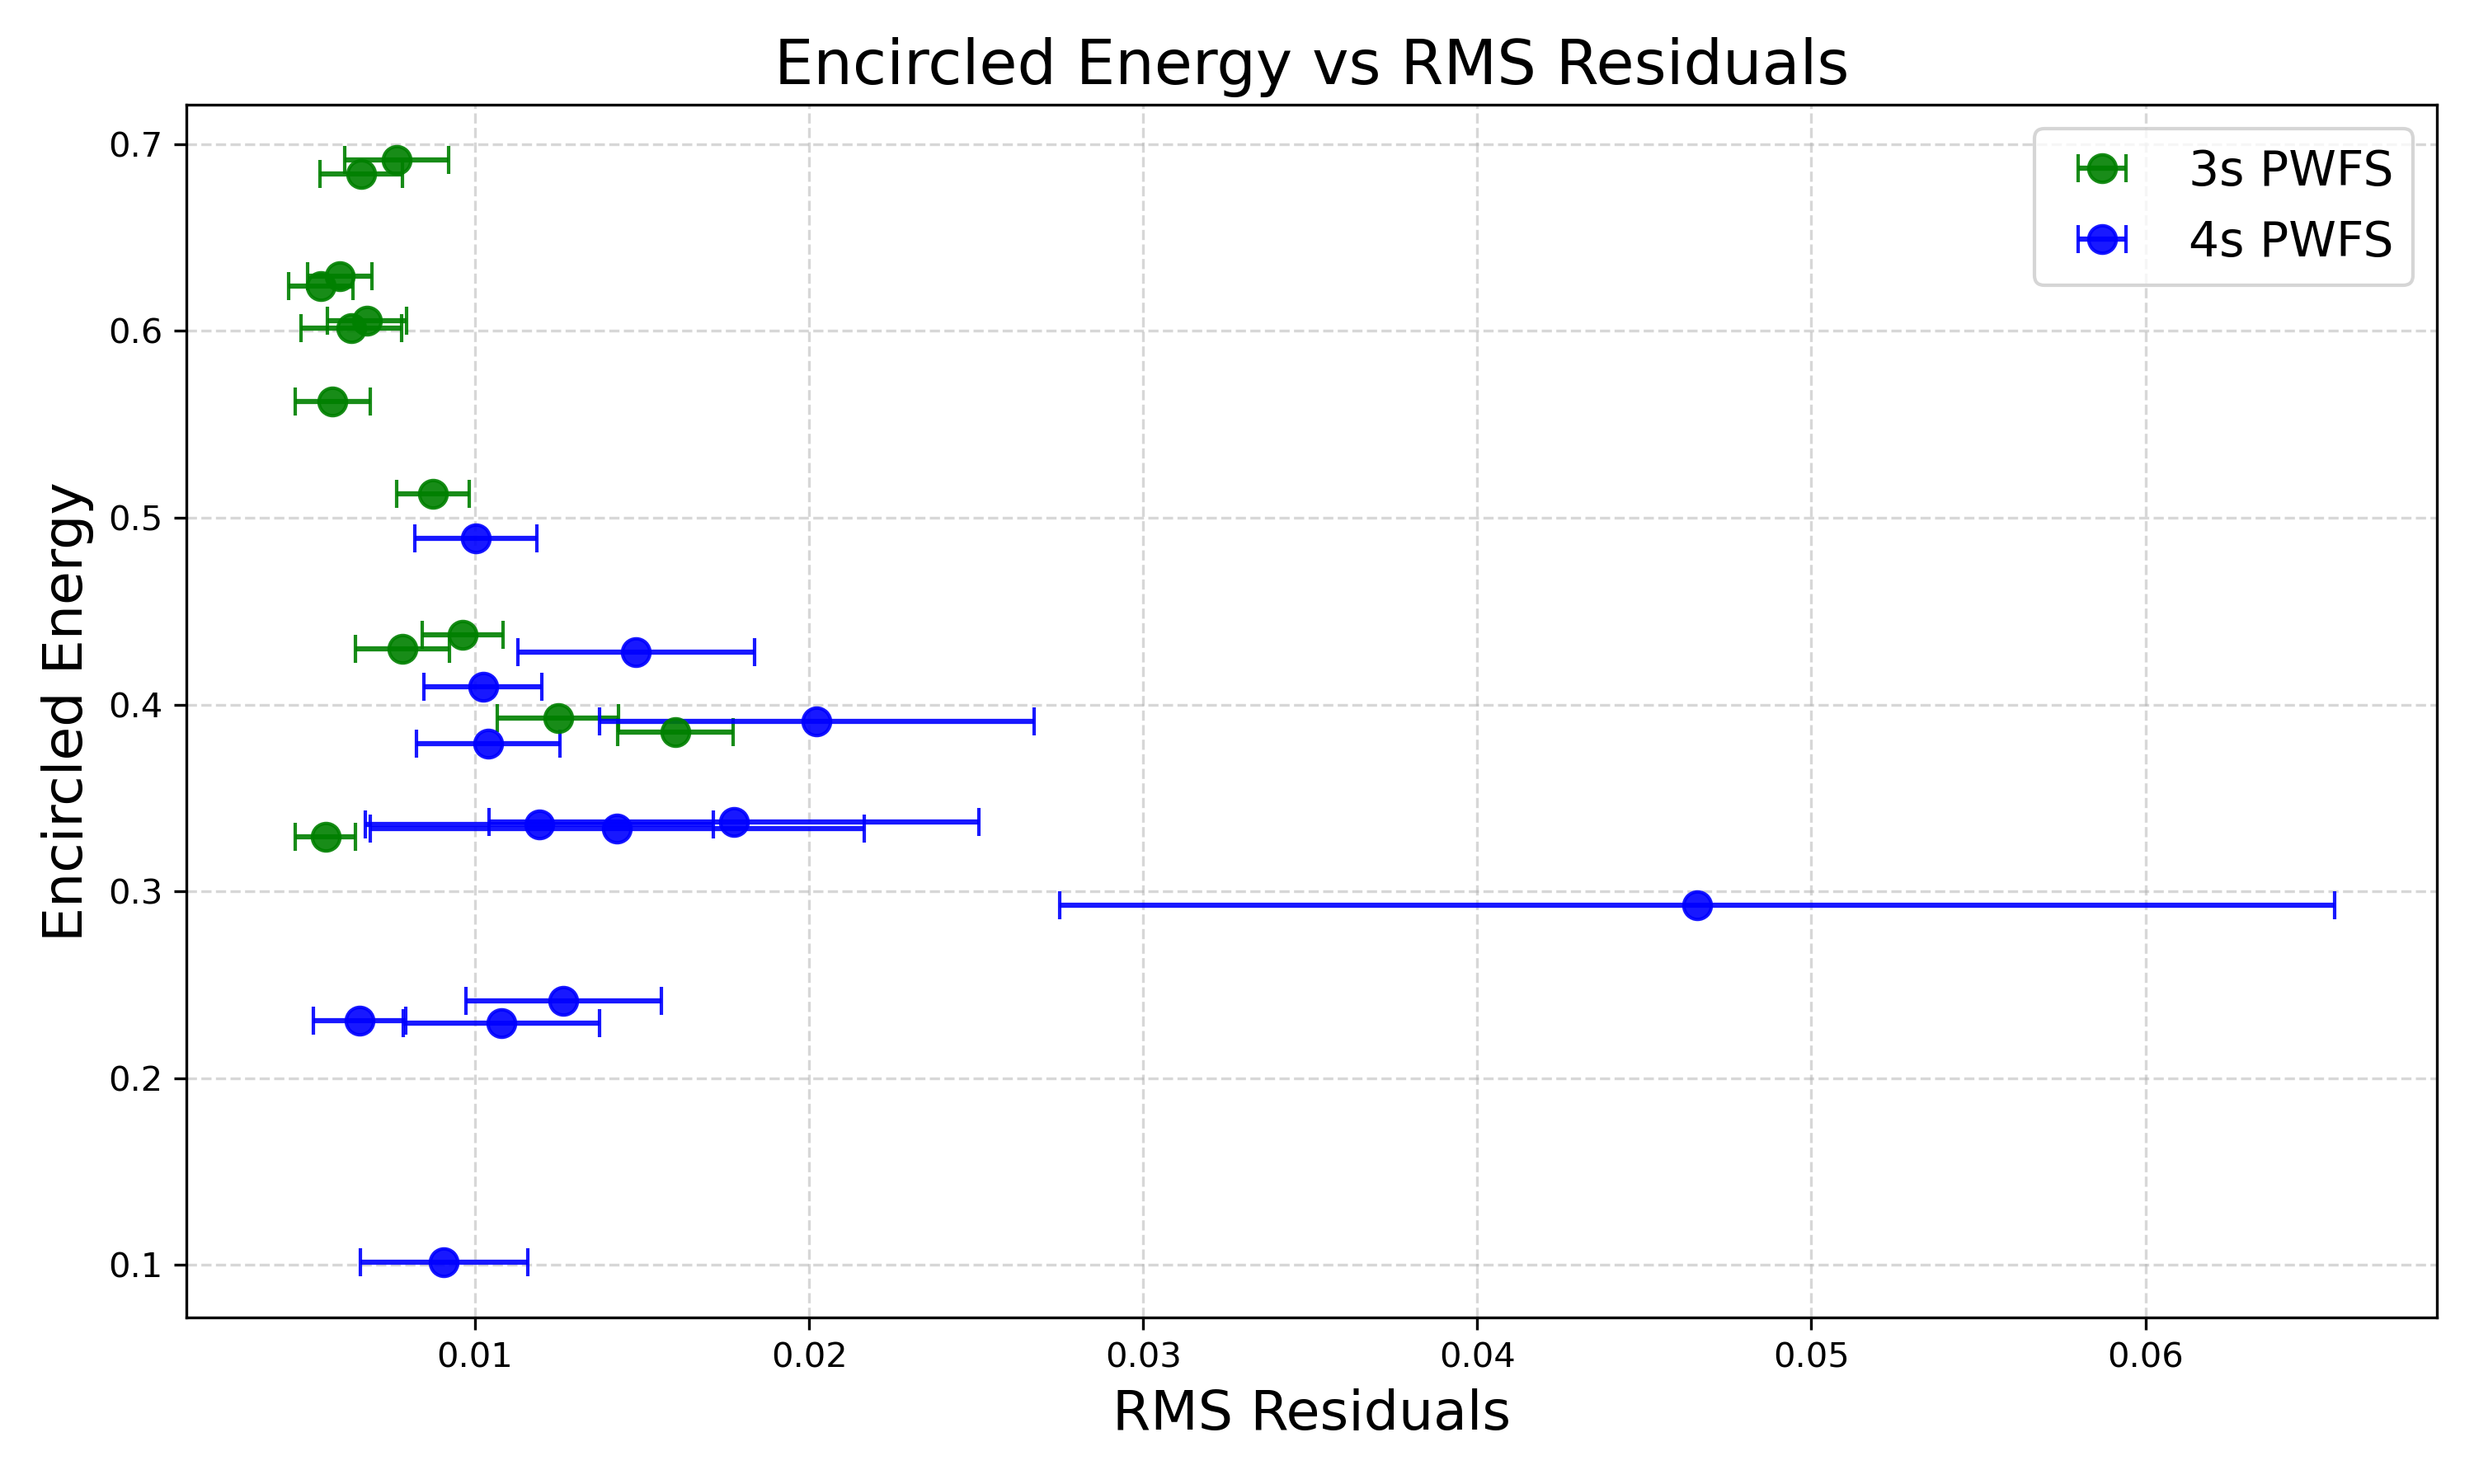 Encircled Energy vs RMS Residuals
3s PWFS
4s PWFS
Encircled Energy
0.7
0.6
0.5
0.4
0.3
0.2
0.1
0.01 0.02 0.03 0.04 0.05 0.06
RMS Residuals